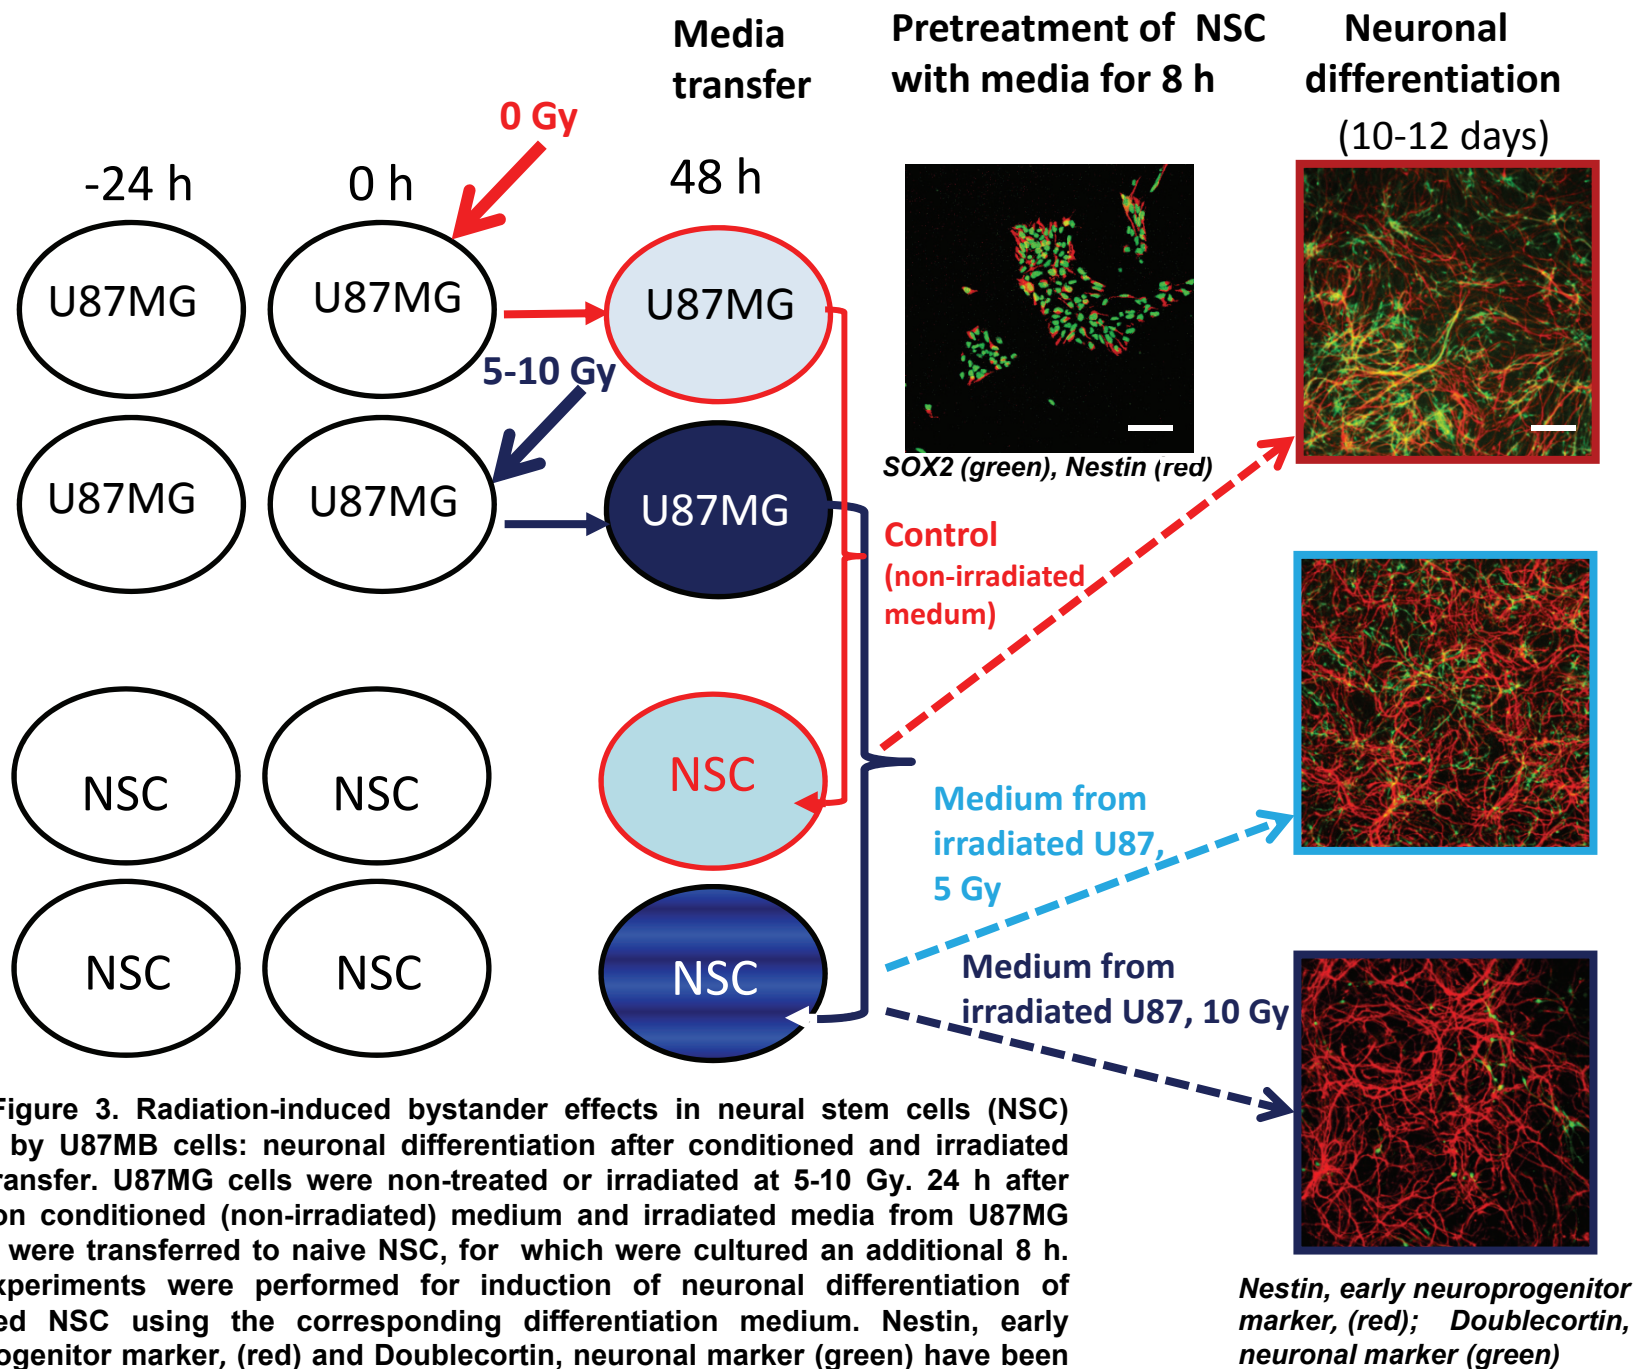 Media
transfer
Pretreatment of NSC
with media for 8 h
Neuronal
differentiation
(10-12 days)
0 Gy
-24 h
0 h
48 h
U87MG
U87MG
U87MG
5-10 Gy
U87MG
U87MG
U87MG
SOX2 (green), Nestin (red)
Control
(non-irradiated
medum)
NSC
NSC
NSC
Medium from
irradiated U87,
5 Gy
NSC
NSC
NSC
Medium from
irradiated U87, 10 Gy
Figure 3. Radiation-induced bystander effects in neural stem cells (NSC)
by U87MB cells: neuronal differentiation after conditioned and irradiated
transfer. U87MG cells were non-treated or irradiated at 5-10 Gy. 24 h after
on conditioned (non-irradiated) medium and irradiated media from U87MG
were transferred to naive NSC, for which were cultured an additional 8 h.
xperiments were performed for induction of neuronal differentiation of
ed NSC using the corresponding differentiation medium. Nestin, early
ogenitor marker, (red) and Doublecortin, neuronal marker (green) have been
Nestin, early neuroprogenitor
marker, (red); Doublecortin,
neuronal marker (green)